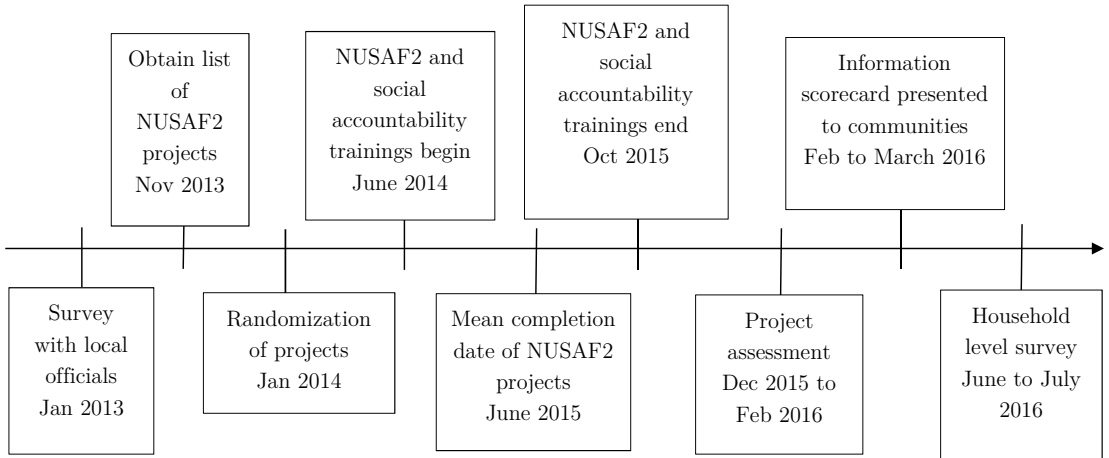 Obtain list
of
NUSAF2
projects
Nov 2013
NUSAF2 and
social
accountability
trainings begin
June 2014
NUSAF2 and
social
accountability
trainings end
Oct 2015
Information
scorecard presented
to communities
Feb to March 2016
Survey
with local
officials
Jan 2013
Randomization
of projects
Jan 2014
Mean completion
date of NUSAF2
projects
June 2015
Project
assessment
Dec 2015 to
Feb 2016
Household
level survey
June to July
2016